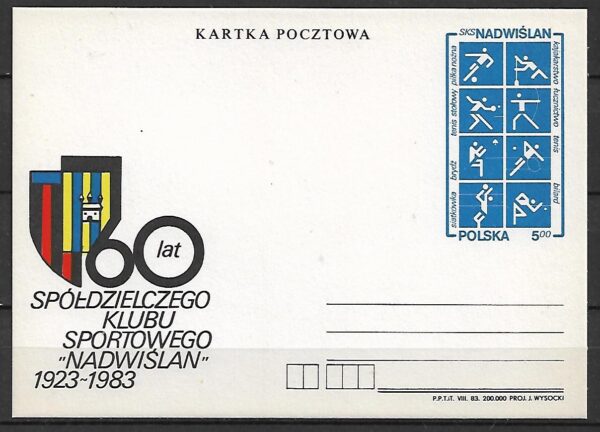 KARTKA POCZTOWA
SKS NADWIŚLAN
piłka nożna
tenis stołowy
brydż
siatkówka
kajakarstwo
łucznictwo
tenis
bilard
POLSKA 5,00
60 lat
SPÓŁDZIELCZEGO
KLUBU
SPORTOWEGO
"NADWIŚLAN"
1923~1983
P.P.T.iT. VIII. 83. 200.000 PROJ. J. WYSOCKI